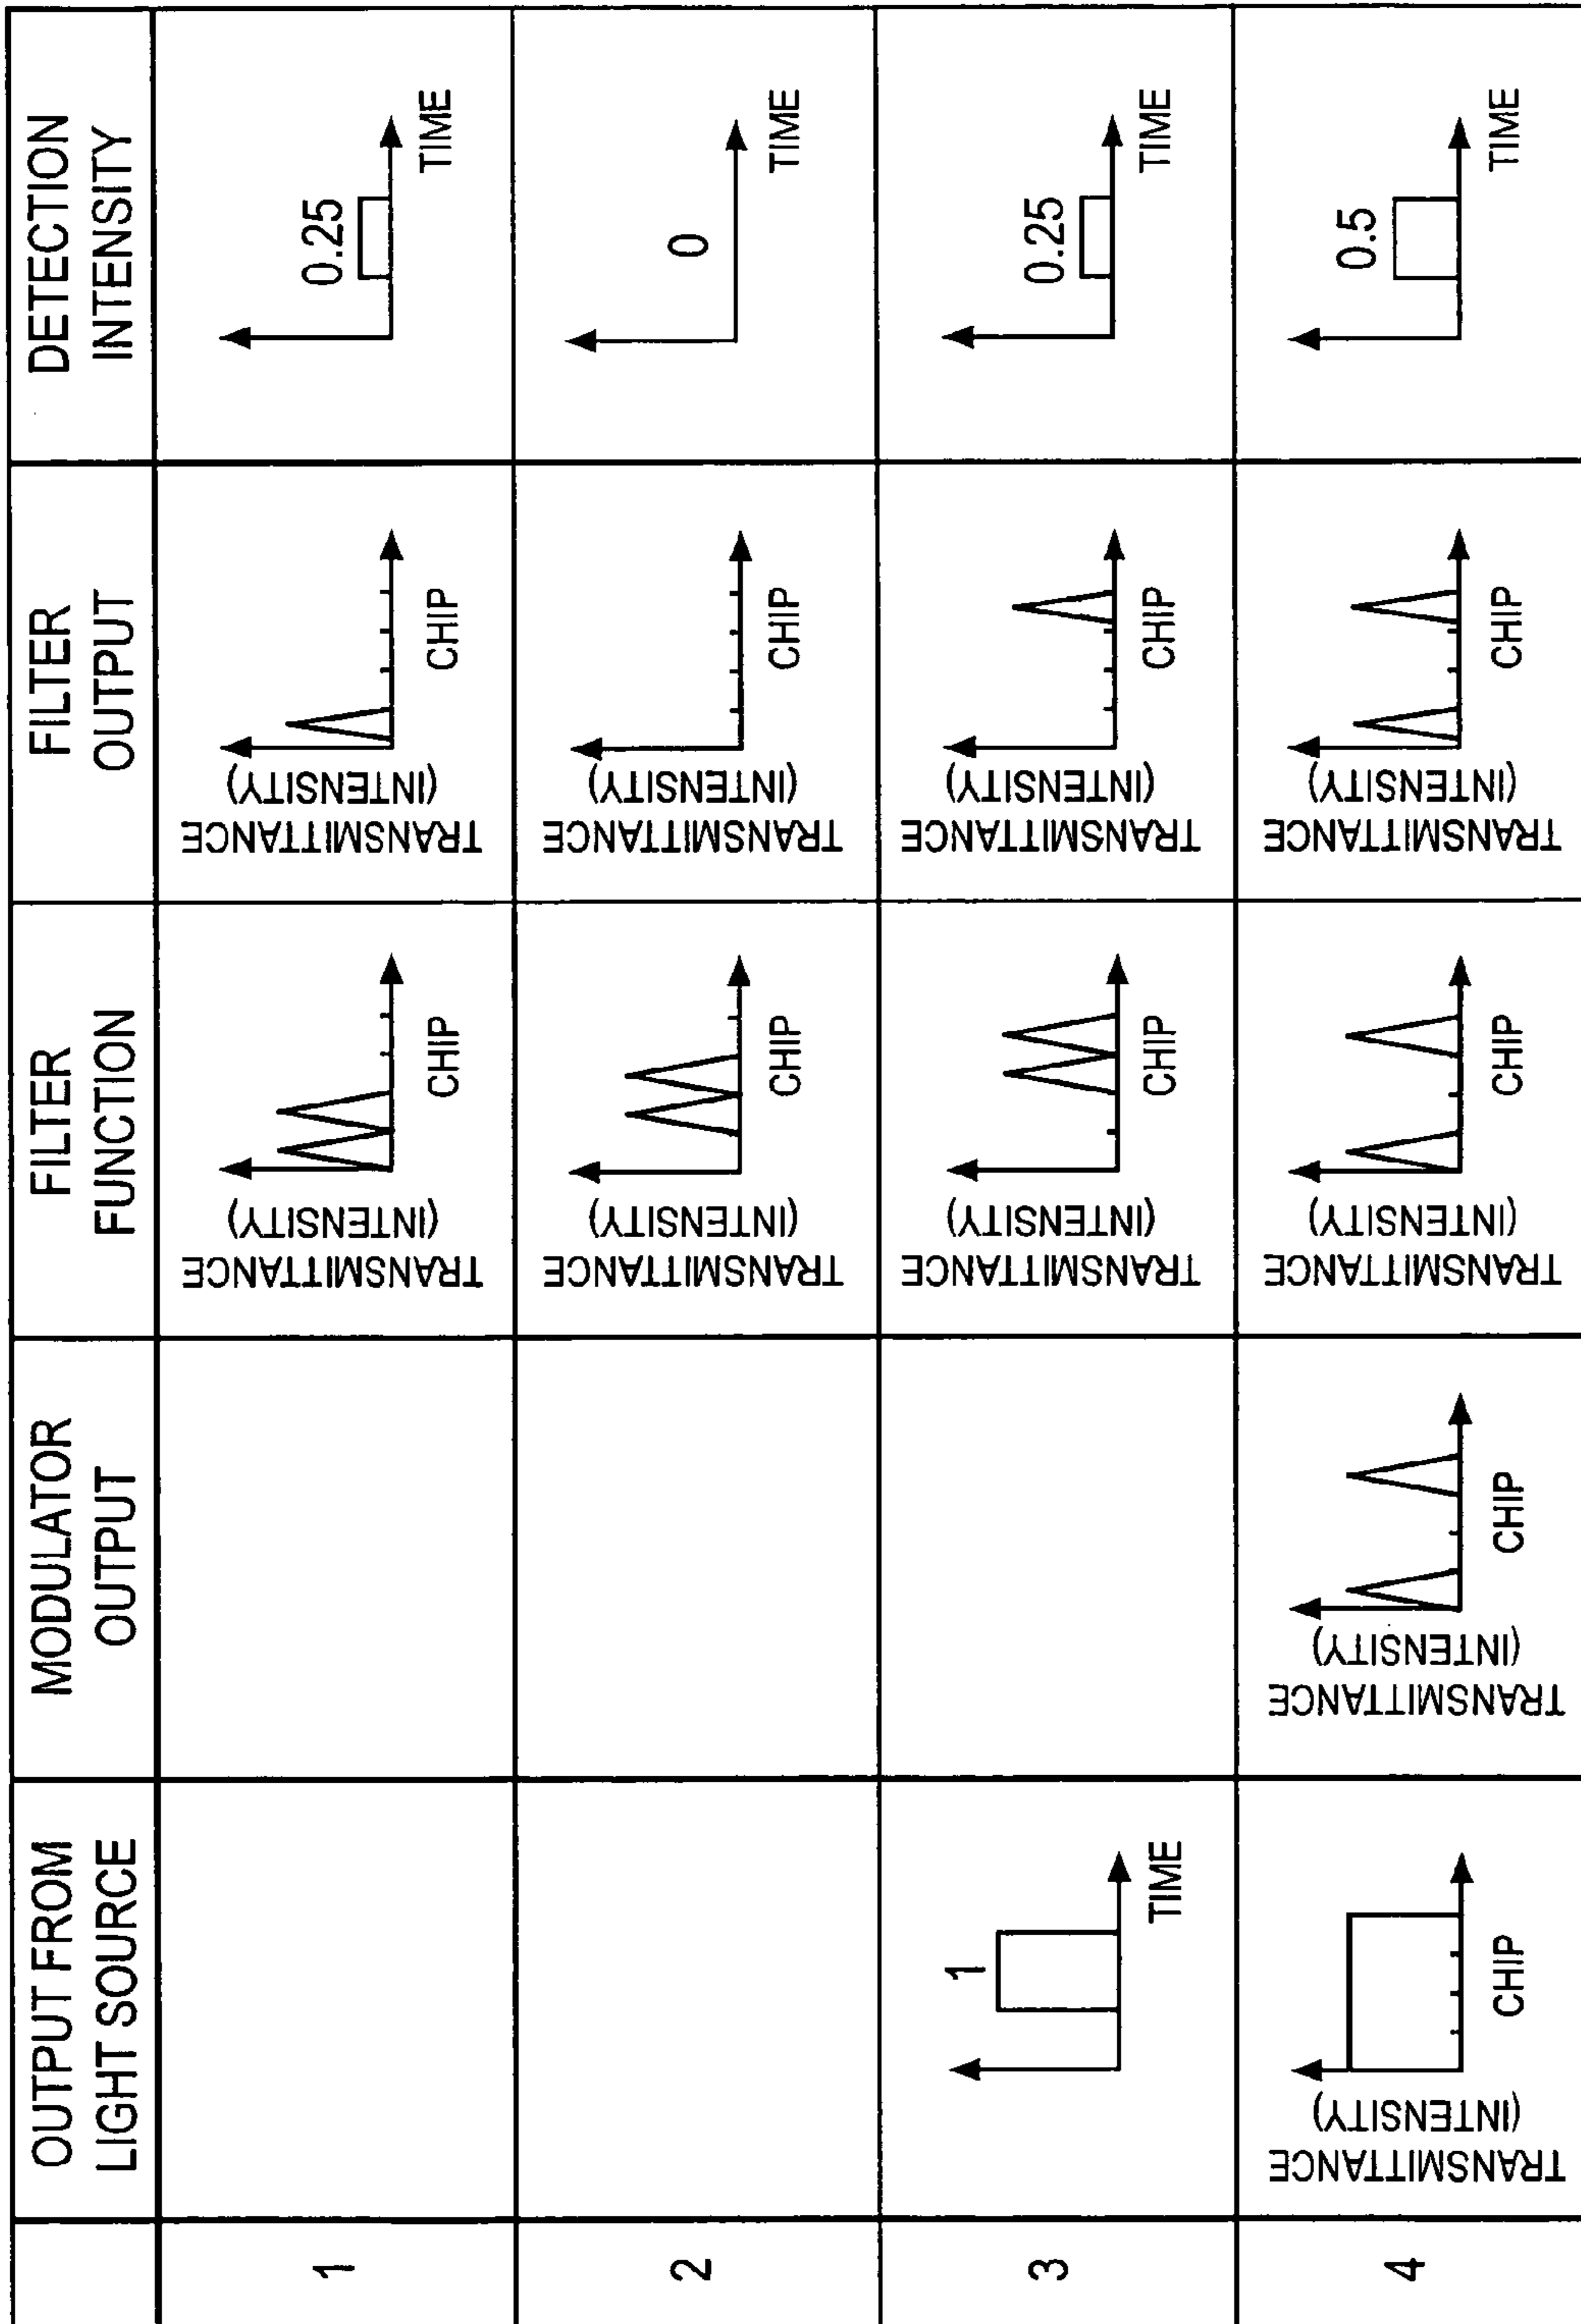 OUTPUT FROM
LIGHT SOURCE
MODULATOR
OUTPUT
FILTER
FUNCTION
FILTER
OUTPUT
DETECTION
INTENSITY
1
TRANSMITTANCE
(INTENSITY)
CHIP
TRANSMITTANCE
(INTENSITY)
CHIP
0.25
TIME
2
TRANSMITTANCE
(INTENSITY)
CHIP
TRANSMITTANCE
(INTENSITY)
CHIP
0
TIME
3
1
TIME
TRANSMITTANCE
(INTENSITY)
CHIP
TRANSMITTANCE
(INTENSITY)
CHIP
0.25
TIME
4
TRANSMITTANCE
(INTENSITY)
CHIP
TRANSMITTANCE
(INTENSITY)
CHIP
TRANSMITTANCE
(INTENSITY)
CHIP
TRANSMITTANCE
(INTENSITY)
CHIP
0.5
TIME